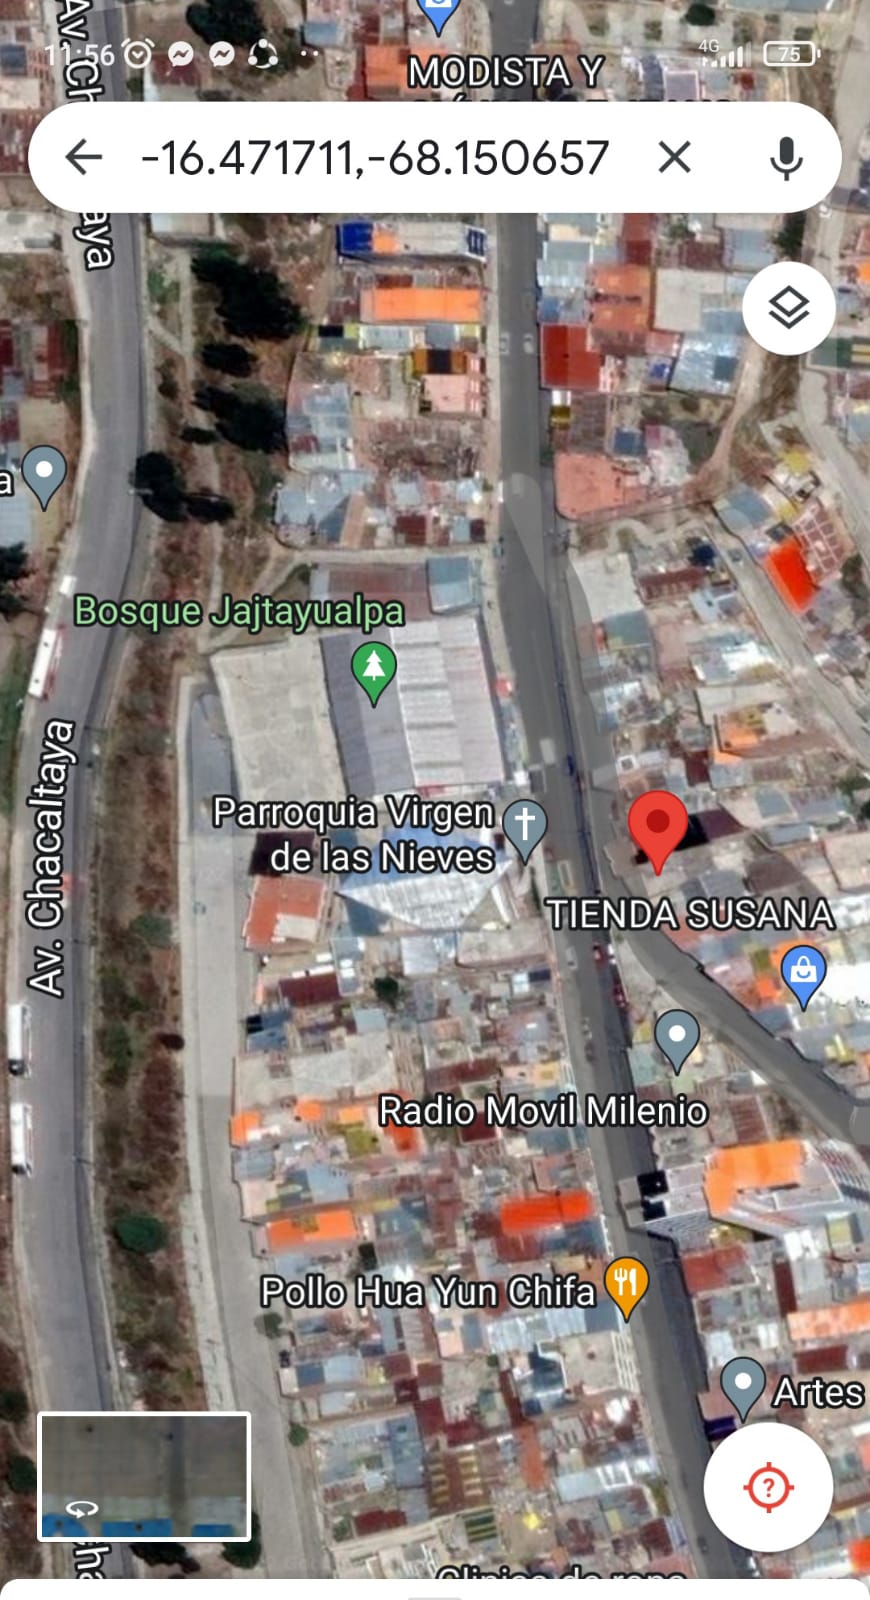 11:56
4G
75
MODISTA Y
-16.471711,-68.150657
Av. Ch
aya
a
Bosque Jajtayualpa
Av. Chacaltaya
Parroquia Virgen
de las Nieves
TIENDA SUSANA
Radio Movil Milenio
Pollo Hua Yun Chifa
Artes
?
ha